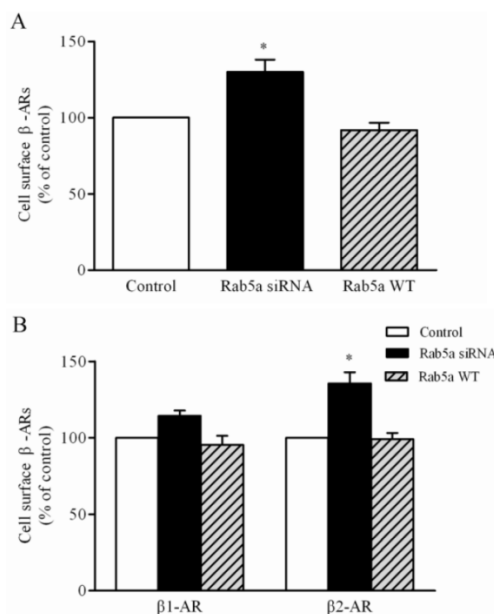 A
Cell surface β -ARs
(% of control)
150
100
50
0
*
Control Rab5a siRNA Rab5a WT
B
Control
Rab5a siRNA
Rab5a WT
Cell surface β -ARs
(% of control)
150
100
50
0
*
β1-AR β2-AR